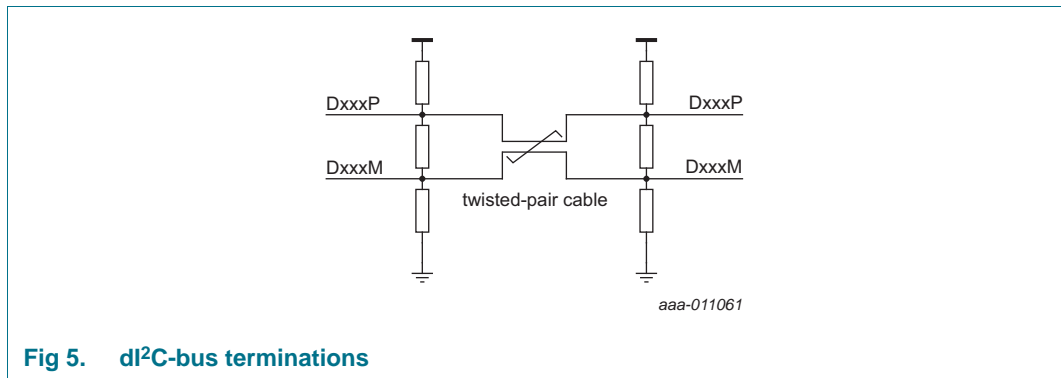 DxxxP DxxxP
DxxxM DxxxM
twisted-pair cable
aaa-011061
Fig 5. dI²C-bus terminations